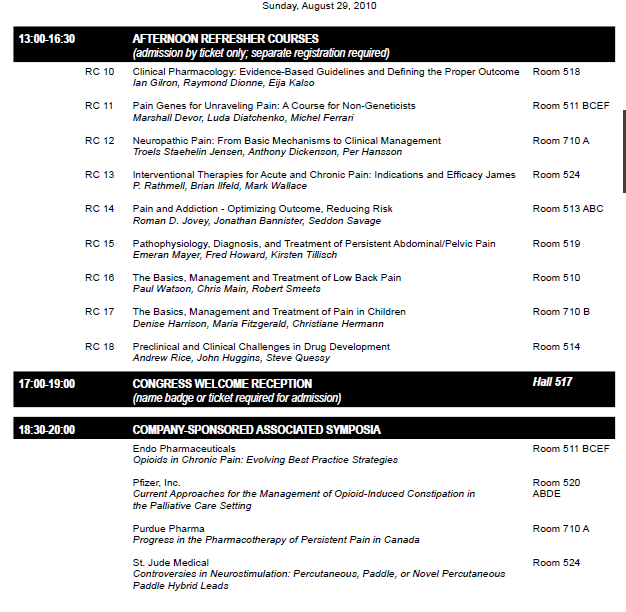 Sunday, August 29, 2010
13:00-16:30 AFTERNOON REFRESHER COURSES
(admission by ticket only; separate registration required)
RC 10 Clinical Pharmacology: Evidence-Based Guidelines and Defining the Proper Outcome Room 518
Ian Gilron, Raymond Dionne, Eija Kalso
RC 11 Pain Genes for Unraveling Pain: A Course for Non-Geneticists Room 511 BCEF
Marshall Devor, Luda Diatchenko, Michel Ferrari
RC 12 Neuropathic Pain: From Basic Mechanisms to Clinical Management Room 710 A
Troels Staehelin Jensen, Anthony Dickenson, Per Hansson
RC 13 Interventional Therapies for Acute and Chronic Pain: Indications and Efficacy James Room 524
P. Rathmell, Brian Ilfeld, Mark Wallace
RC 14 Pain and Addiction - Optimizing Outcome, Reducing Risk Room 513 ABC
Roman D. Jovey, Jonathan Bannister, Seddon Savage
RC 15 Pathophysiology, Diagnosis, and Treatment of Persistent Abdominal/Pelvic Pain Room 519
Emeran Mayer, Fred Howard, Kirsten Tillisch
RC 16 The Basics, Management and Treatment of Low Back Pain Room 510
Paul Watson, Chris Main, Robert Smeets
RC 17 The Basics, Management and Treatment of Pain in Children Room 710 B
Denise Harrison, Maria Fitzgerald, Christiane Hermann
RC 18 Preclinical and Clinical Challenges in Drug Development Room 514
Andrew Rice, John Huggins, Steve Quessy
17:00-19:00 CONGRESS WELCOME RECEPTION Hall 517
(name badge or ticket required for admission)
18:30-20:00 COMPANY-SPONSORED ASSOCIATED SYMPOSIA
Endo Pharmaceuticals Room 511 BCEF
Opioids in Chronic Pain: Evolving Best Practice Strategies
Pfizer, Inc. Room 520
Current Approaches for the Management of Opioid-Induced Constipation in ABDE
the Palliative Care Setting
Purdue Pharma Room 710 A
Progress in the Pharmacotherapy of Persistent Pain in Canada
St. Jude Medical Room 524
Controversies in Neurostimulation: Percutaneous, Paddle, or Novel Percutaneous
Paddle Hybrid Leads